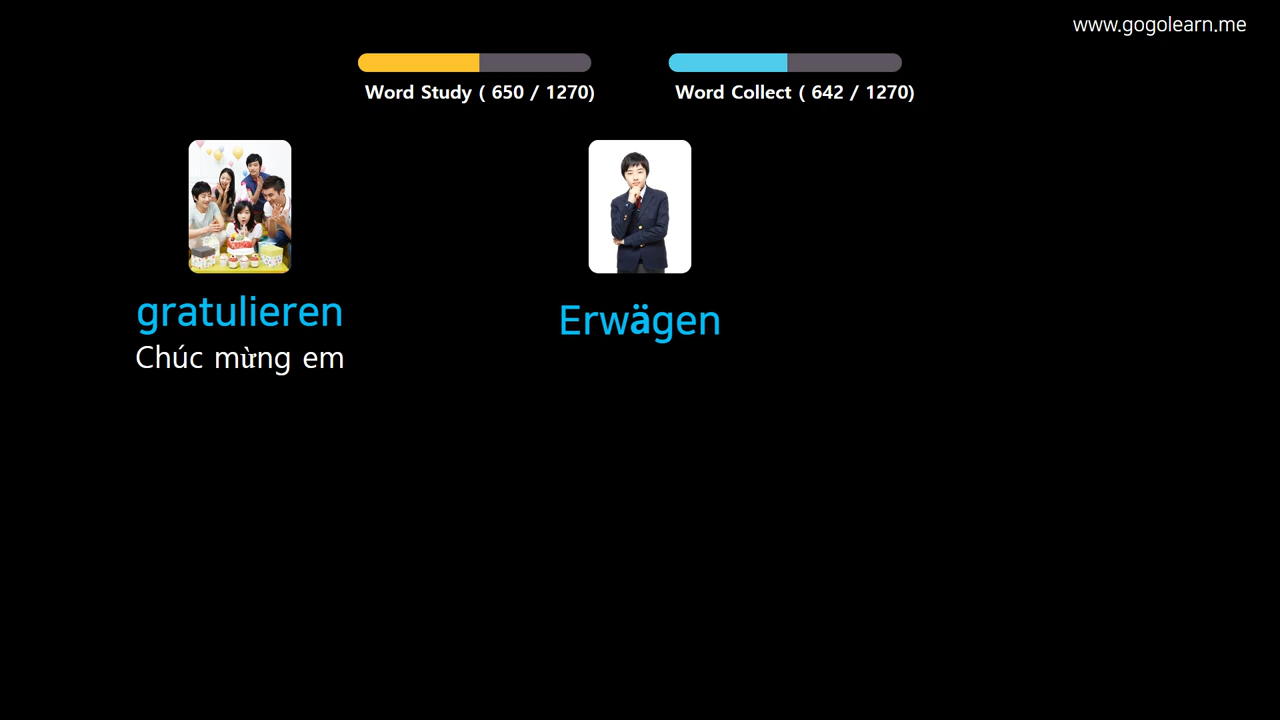 www.gogolearn.me
Word Study ( 650 / 1270)
Word Collect ( 642 / 1270)
gratulieren
Chúc mừng em
Erwägen